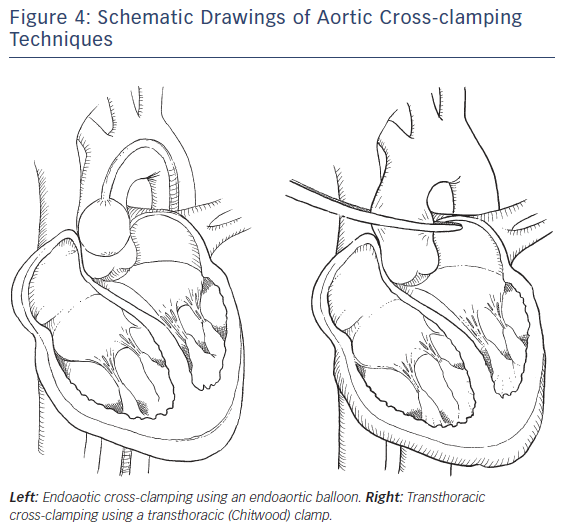 Figure 4: Schematic Drawings of Aortic Cross-clamping
Techniques
Left: Endoaotic cross-clamping using an endoaortic balloon. Right: Transthoracic
cross-clamping using a transthoracic (Chitwood) clamp.